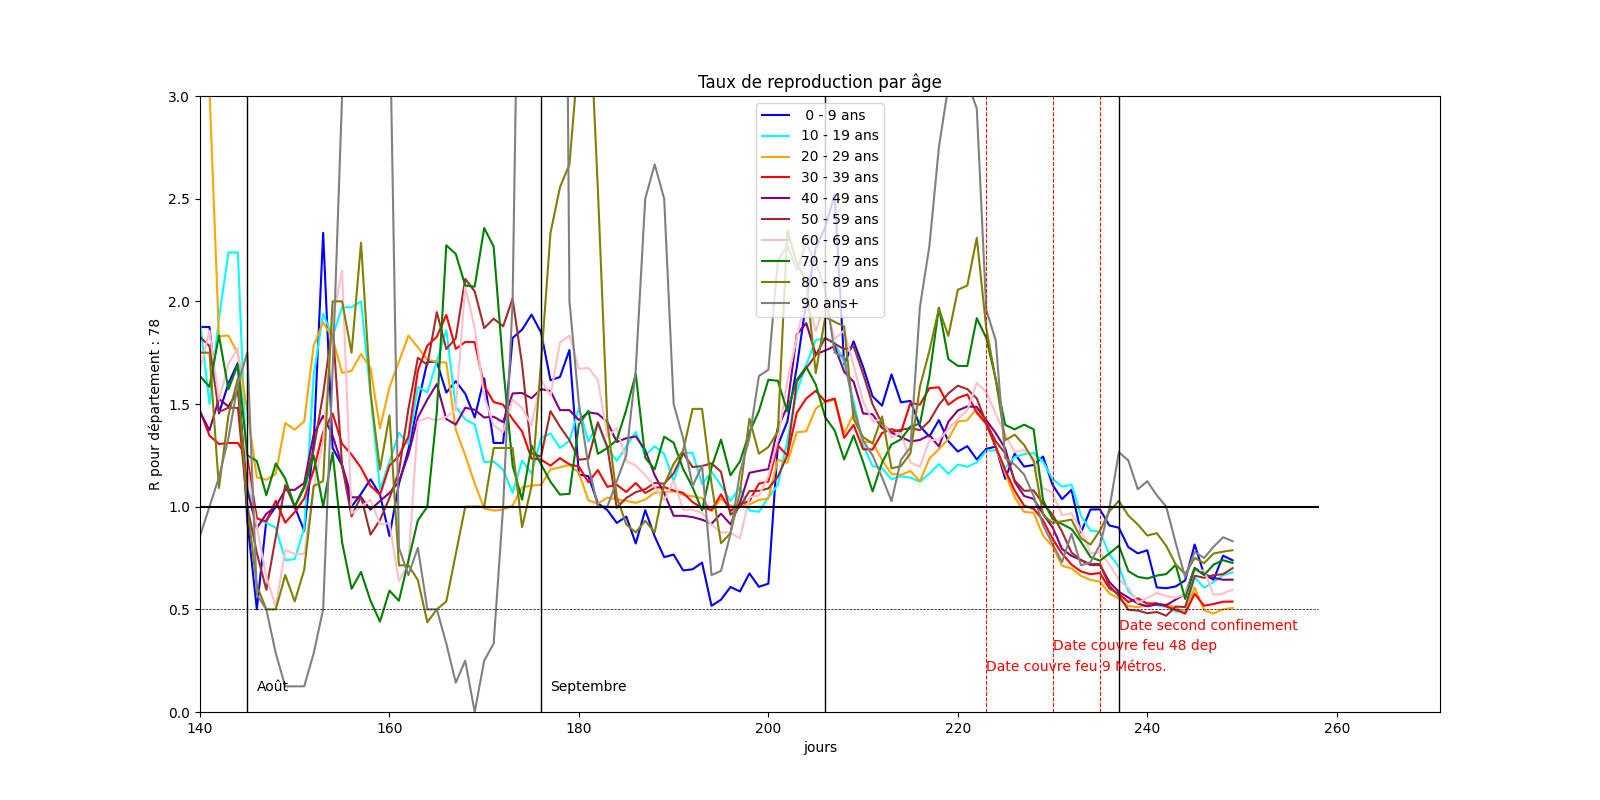 Taux de reproduction par âge
R pour département : 78
3.0
2.5
2.0
1.5
1.0
0.5
0.0
0 - 9 ans
10 - 19 ans
20 - 29 ans
30 - 39 ans
40 - 49 ans
50 - 59 ans
60 - 69 ans
70 - 79 ans
80 - 89 ans
90 ans+
Date second confinement
Date couvre feu 48 dep
Date couvre feu 9 Métros.
Août
Septembre
140
160
180
200
220
240
260
jours